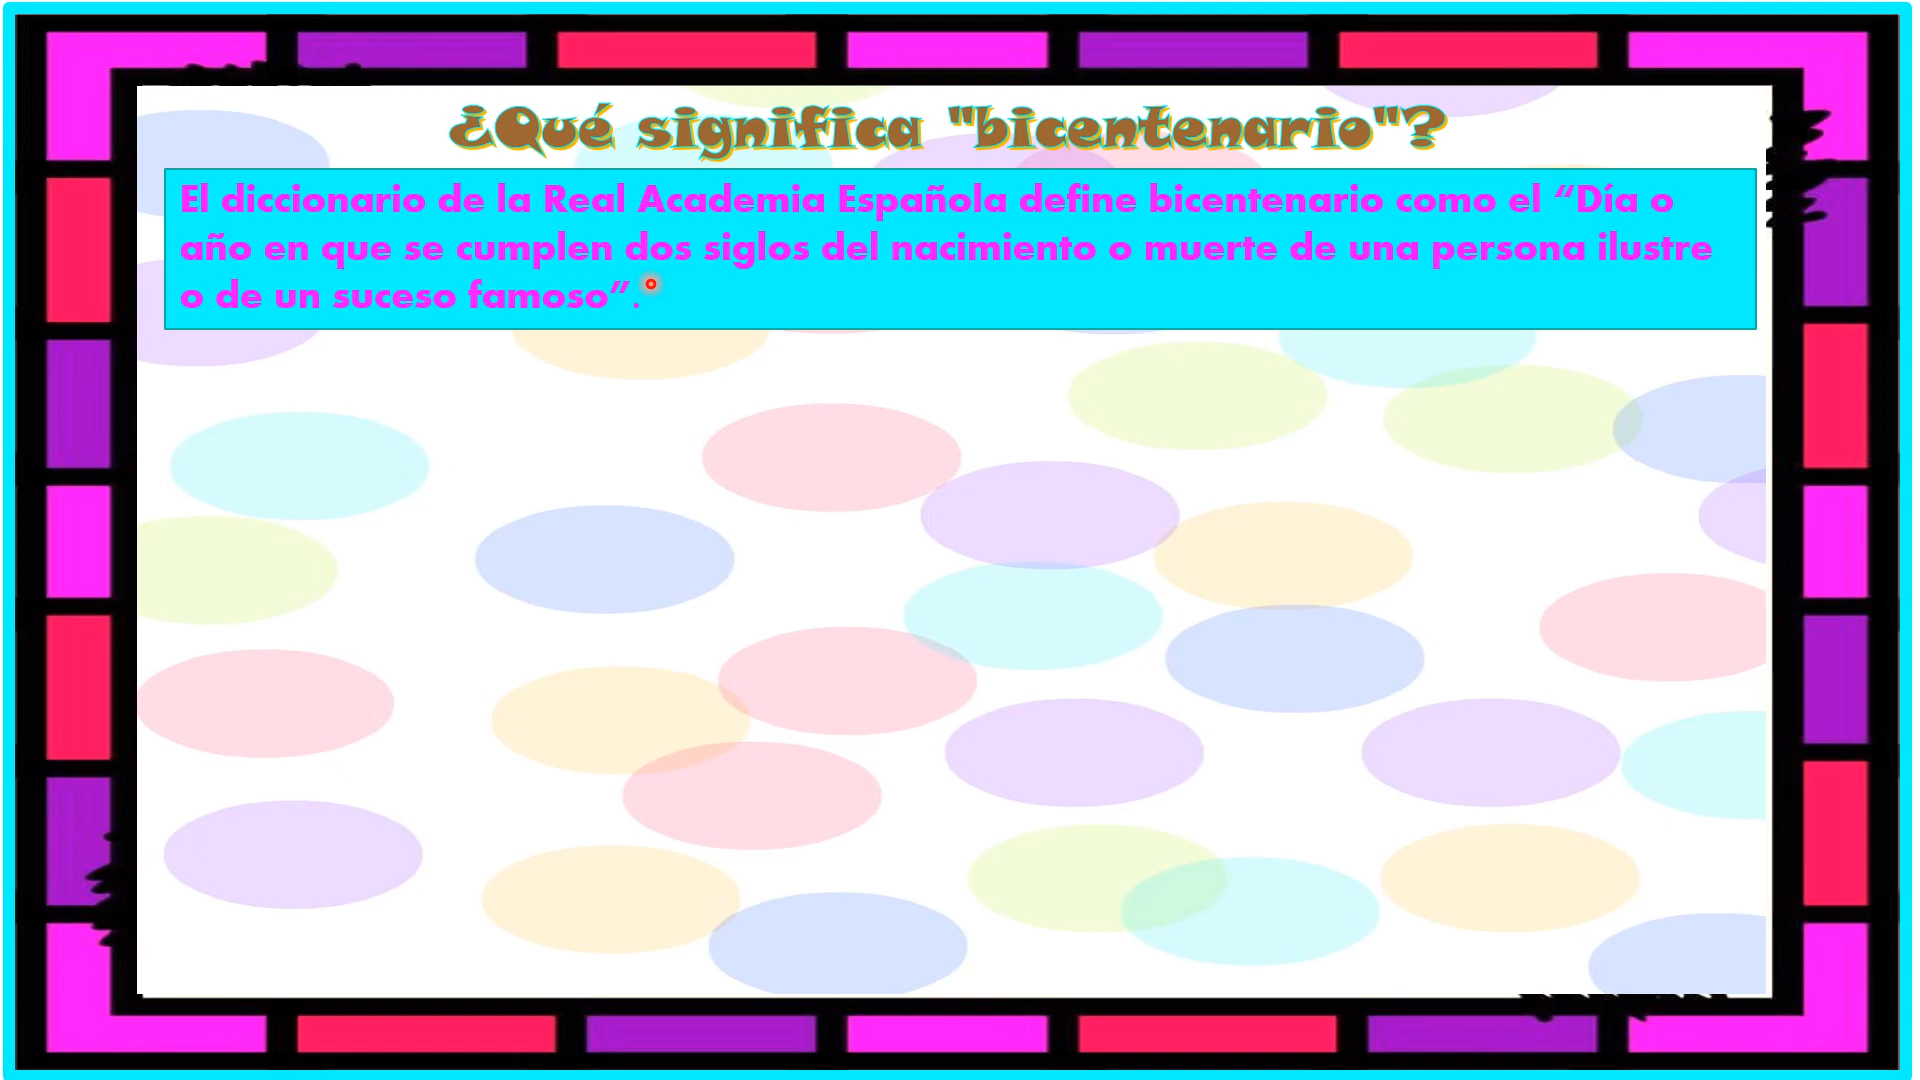 ¿Qué significa "bicentenario"?
El diccionario de la Real Academia Española define bicentenario como el “Día o
año en que se cumplen dos siglos del nacimiento o muerte de una persona ilustre
o de un suceso famoso”.